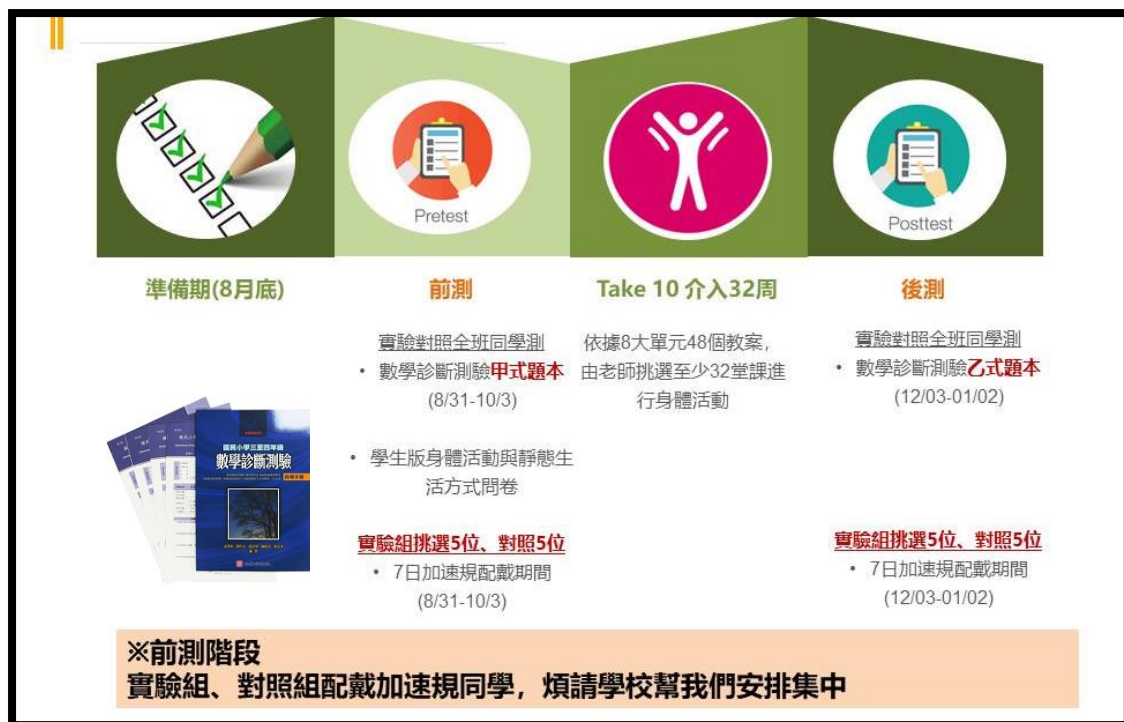 Pretest
Posttest
準備期(8月底)
國民小學三至四年級
數學診斷測驗
前測
實驗對照全班同學測
• 數學診斷測驗甲式題本
(8/31-10/3)
• 學生版身體活動與靜態生
活方式問卷
實驗組挑選5位、對照5位
• 7日加速規配戴期間
(8/31-10/3)
Take 10 介入32周
依據8大單元48個教案，
由老師挑選至少32堂課進
行身體活動
後測
實驗對照全班同學測
• 數學診斷測驗乙式題本
(12/03-01/02)
實驗組挑選5位、對照5位
• 7日加速規配戴期間
(12/03-01/02)
※前測階段
實驗組、對照組配戴加速規同學，煩請學校幫我們安排集中